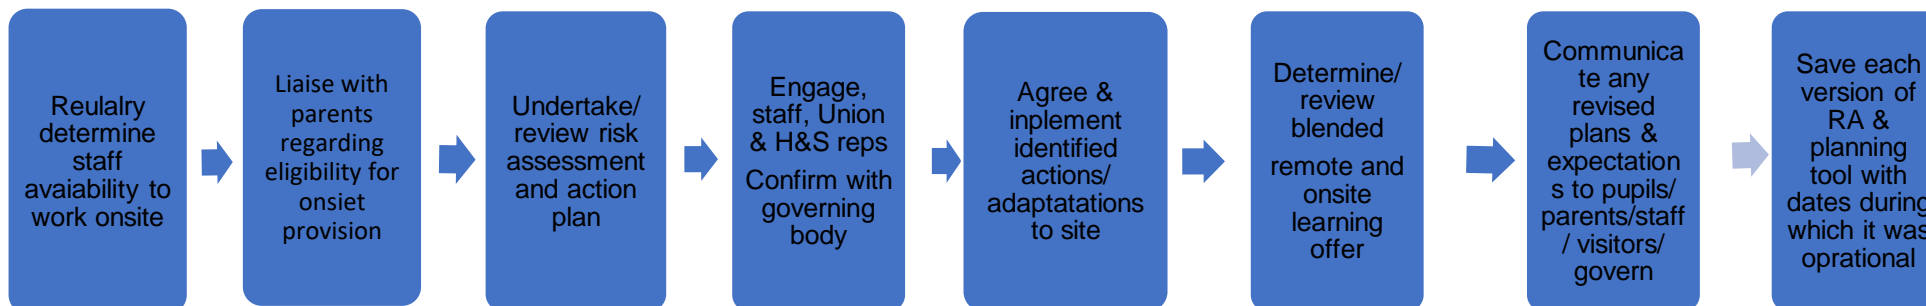 Reulalry
determine
staff
avaiability to
work onsite
Liaise with
parents
regarding
eligibility for
onsiet
provision
Undertake/
review risk
assessment
and action
plan
Engage,
staff, Union
& H&S reps
Confirm with
governing
body
Agree &
inplement
identified
actions/
adaptatations
to site
Determine/
review
blended
remote and
onsite
learning
offer
Communica
te any
revised
plans &
expectation
s to pupils/
parents/staff
/ visitors/
govern
Save each
version of
RA &
planning
tool with
dates during
which it was
oprational